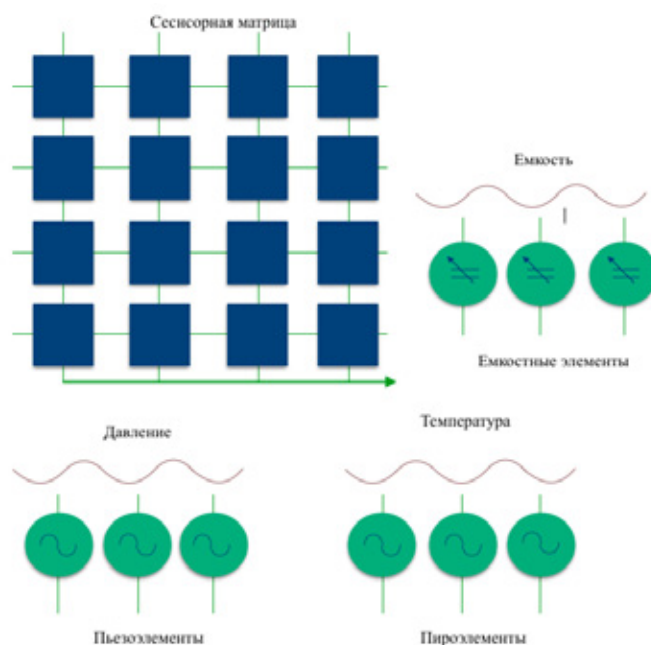 Сесисорная матрица
Емкость
Емкостные элементы
Давление
Температура
Пьезоэлементы
Пироэлементы